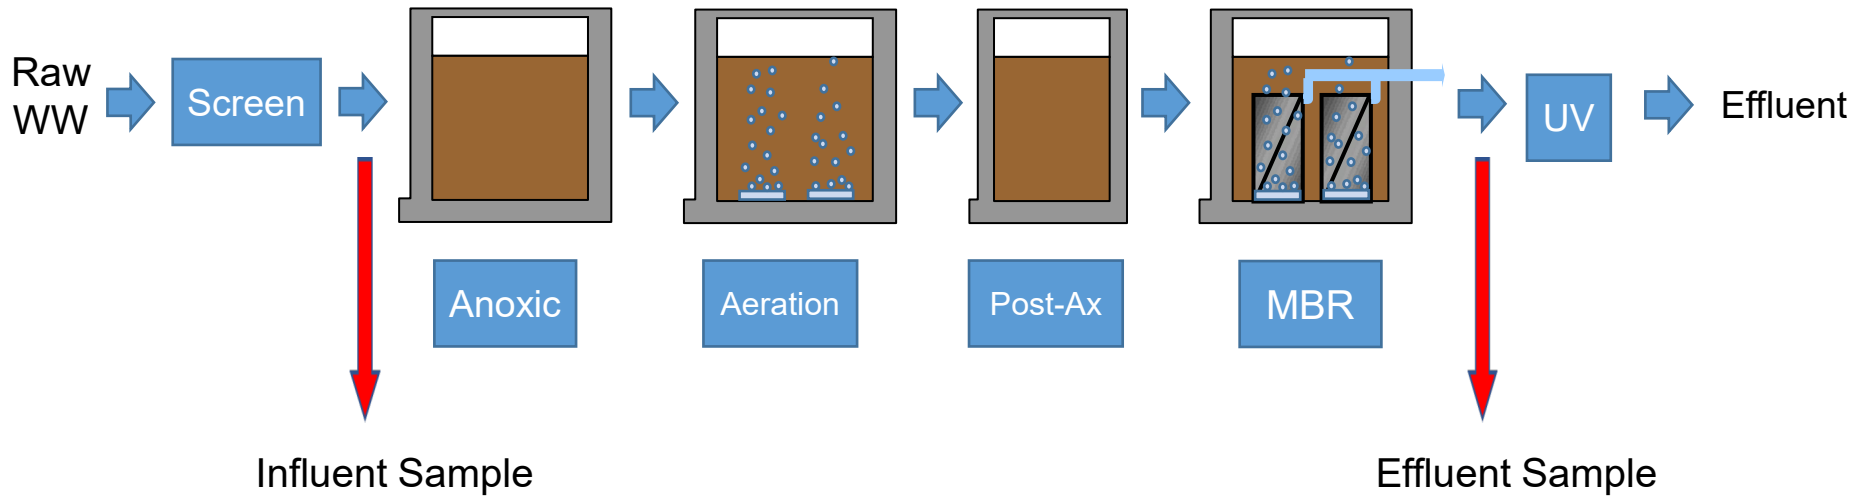 Raw
WW
Screen
UV
Effluent
Anoxic
Aeration
Post-Ax
MBR
Influent Sample
Effluent Sample